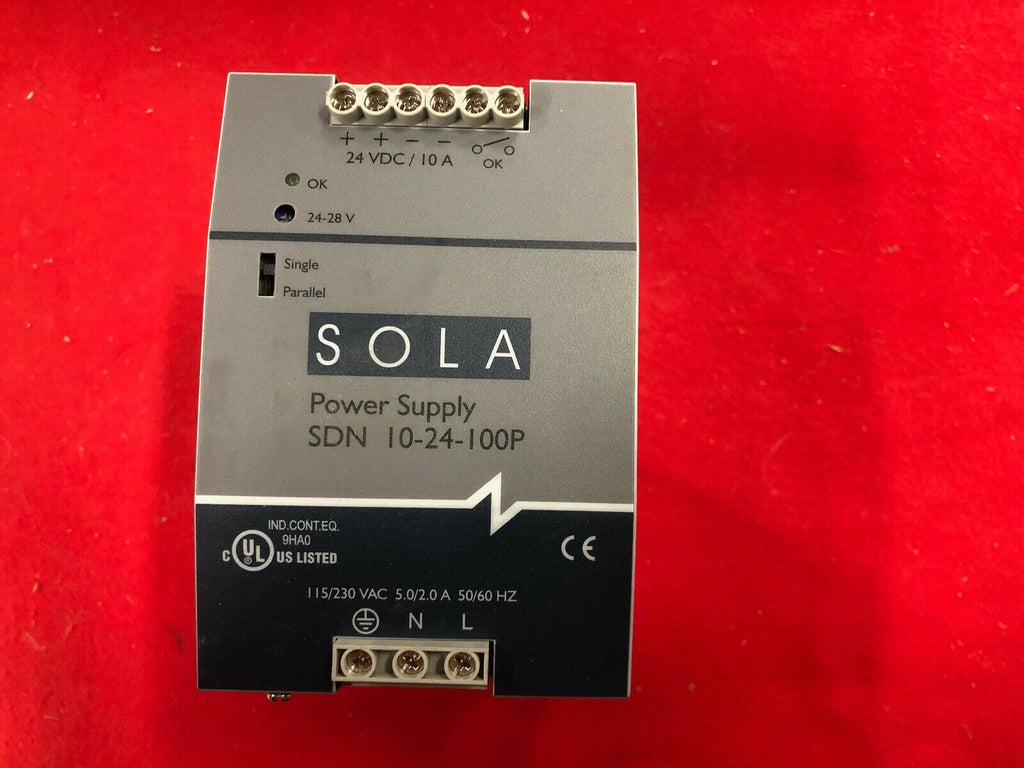 + + − −
24 VDC / 10 A
OK
OK
24-28 V
Single
Parallel
SOLA
Power Supply
SDN 10-24-100P
IND.CONT.EQ.
9HA0
C UL ® US LISTED
CE
115/230 VAC 5.0/2.0 A 50/60 HZ
N L